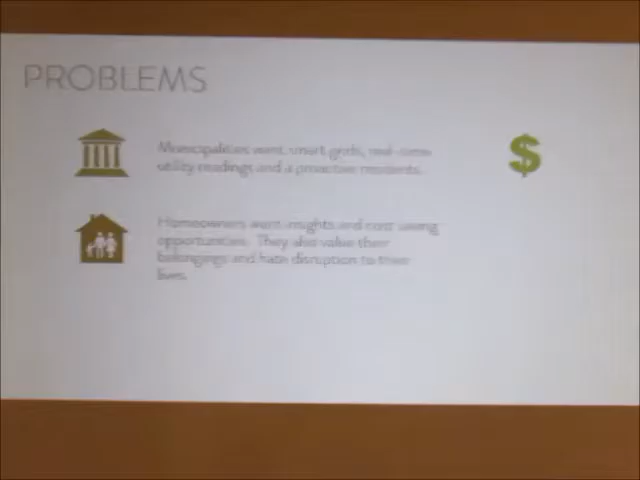 PROBLEMS
Municipalities want smart grids, real-time
utility readings and a proactive residents.
$
Homeowners want insights and cost saving
opportunities. They also value their
belongings and hate disruption to their
lives.